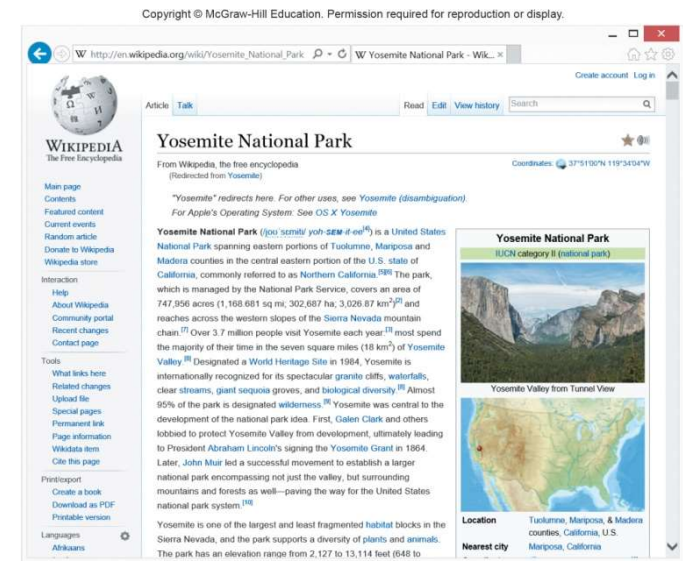 Copyright © McGraw-Hill Education. Permission required for reproduction or display.
http://en.wikipedia.org/wiki/Yosemite_National_Park
W Yosemite National Park - Wik... ×
Create account Log in
Article Talk
Read Edit View history Search
WIKIPEDIA
The Free Encyclopedia
Main page
Contents
Featured content
Current events
Random article
Donate to Wikipedia
Wikipedia store
Interaction
Help
About Wikipedia
Community portal
Recent changes
Contact page
Tools
What links here
Related changes
Upload file
Special pages
Permanent link
Page information
Wikidata item
Cite this page
Print/export
Create a book
Download as PDF
Printable version
Languages
Afrikaans
Yosemite National Park
From Wikipedia, the free encyclopedia
(Redirected from Yosemite)
Coordinates: 37°51′00″N 119°34′04″W
"Yosemite" redirects here. For other uses, see Yosemite (disambiguation).
For Apple's Operating System: See OS X Yosemite
Yosemite National Park (/joʊˈsɛmɨti/ yoh-SEM-it-ee[4]) is a United States
National Park spanning eastern portions of Tuolumne, Mariposa and
Madera counties in the central eastern portion of the U.S. state of
California, commonly referred to as Northern California.[5][6] The park,
which is managed by the National Park Service, covers an area of
747,956 acres (1,168.681 sq mi; 302,687 ha; 3,026.87 km2)[2] and
reaches across the western slopes of the Sierra Nevada mountain
chain.[7] Over 3.7 million people visit Yosemite each year:[3] most spend
the majority of their time in the seven square miles (18 km2) of Yosemite
Valley.[8] Designated a World Heritage Site in 1984, Yosemite is
internationally recognized for its spectacular granite cliffs, waterfalls,
clear streams, giant sequoia groves, and biological diversity.[8] Almost
95% of the park is designated wilderness.[9] Yosemite was central to the
development of the national park idea. First, Galen Clark and others
lobbied to protect Yosemite Valley from development, ultimately leading
to President Abraham Lincoln's signing the Yosemite Grant in 1864.
Later, John Muir led a successful movement to establish a larger
national park encompassing not just the valley, but surrounding
mountains and forests as well—paving the way for the United States
national park system.[10]
Yosemite is one of the largest and least fragmented habitat blocks in the
Sierra Nevada, and the park supports a diversity of plants and animals.
The park has an elevation range from 2,127 to 13,114 feet (648 to
Yosemite National Park
IUCN category II (national park)
Yosemite Valley from Tunnel View
Location Tuolumne, Mariposa, & Madera
counties, California, U.S.
Nearest city Mariposa, California